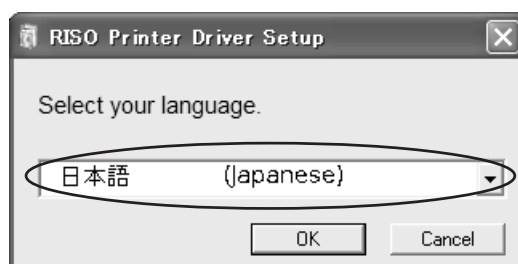 RISO Printer Driver Setup
Select your language.
日本語 (Japanese)
OK Cancel